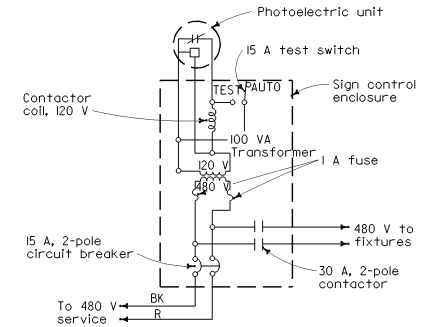 Photoelectric unit
15 A test switch
TEST
AUTO
Sign control
enclosure
Contactor
coil, 120 V
100 VA
Transformer
120 V
1 A fuse
480 V
480 V to
fixtures
15 A, 2-pole
circuit breaker
30 A, 2-pole
contactor
BK
To 480 V
service
R